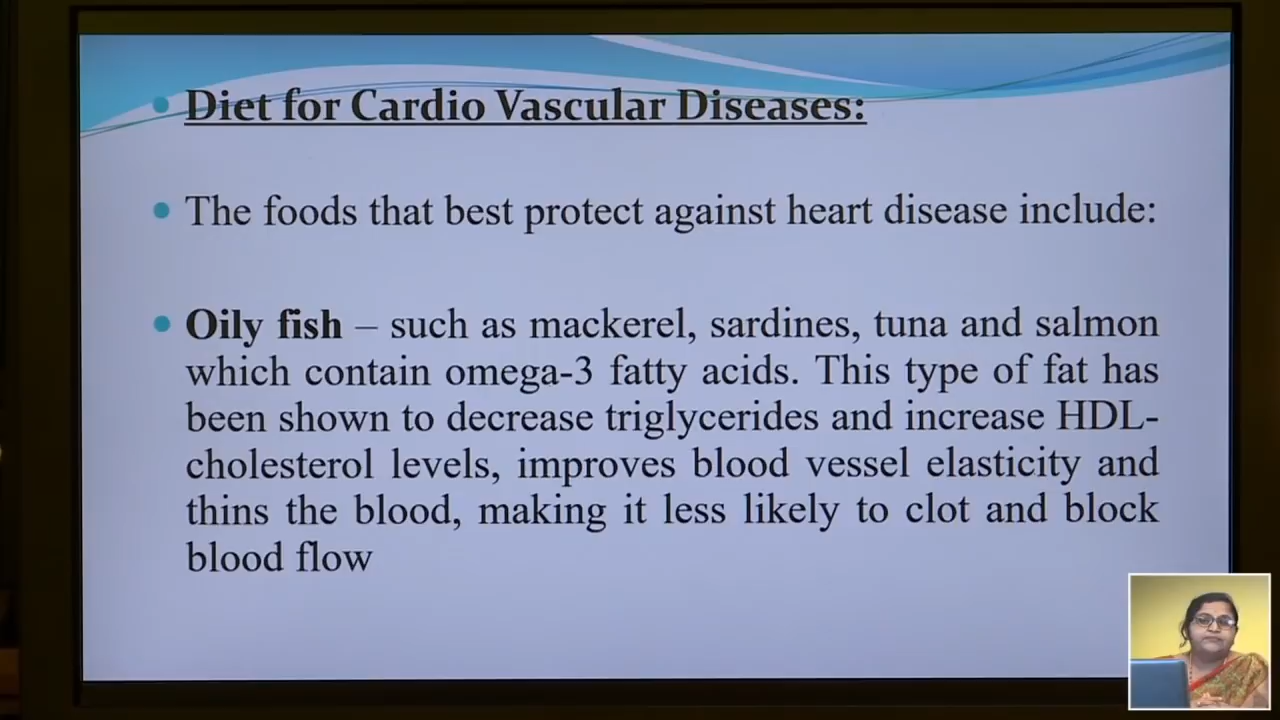 Diet for Cardio Vascular Diseases:
The foods that best protect against heart disease include:
Oily fish – such as mackerel, sardines, tuna and salmon
which contain omega-3 fatty acids. This type of fat has
been shown to decrease triglycerides and increase HDL-
cholesterol levels, improves blood vessel elasticity and
thins the blood, making it less likely to clot and block
blood flow